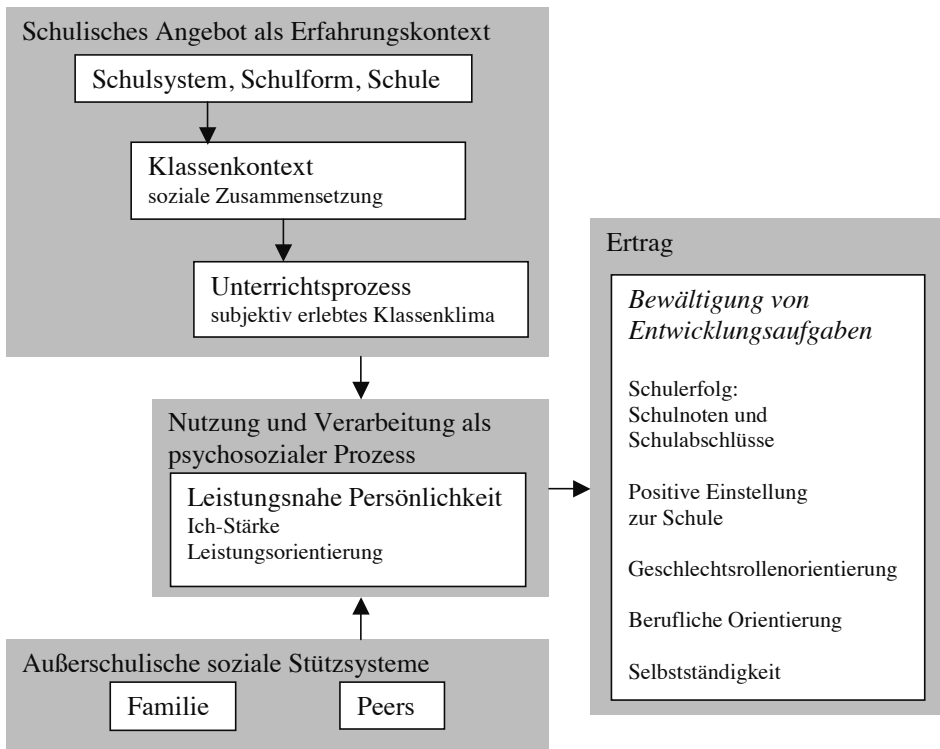 Schulisches Angebot als Erfahrungskontext
Schulsystem, Schulform, Schule
Klassenkontext
soziale Zusammensetzung
Unterrichtsprozess
subjektiv erlebtes Klassenklima
Nutzung und Verarbeitung als
psychosozialer Prozess
Leistungsnahe Persönlichkeit
Ich-Stärke
Leistungsorientierung
Außerschulische soziale Stützsysteme
Familie
Peers
Ertrag
Bewältigung von
Entwicklungsaufgaben
Schulerfolg:
Schulnoten und
Schulabschlüsse
Positive Einstellung
zur Schule
Geschlechtsrollenorientierung
Berufliche Orientierung
Selbstständigkeit